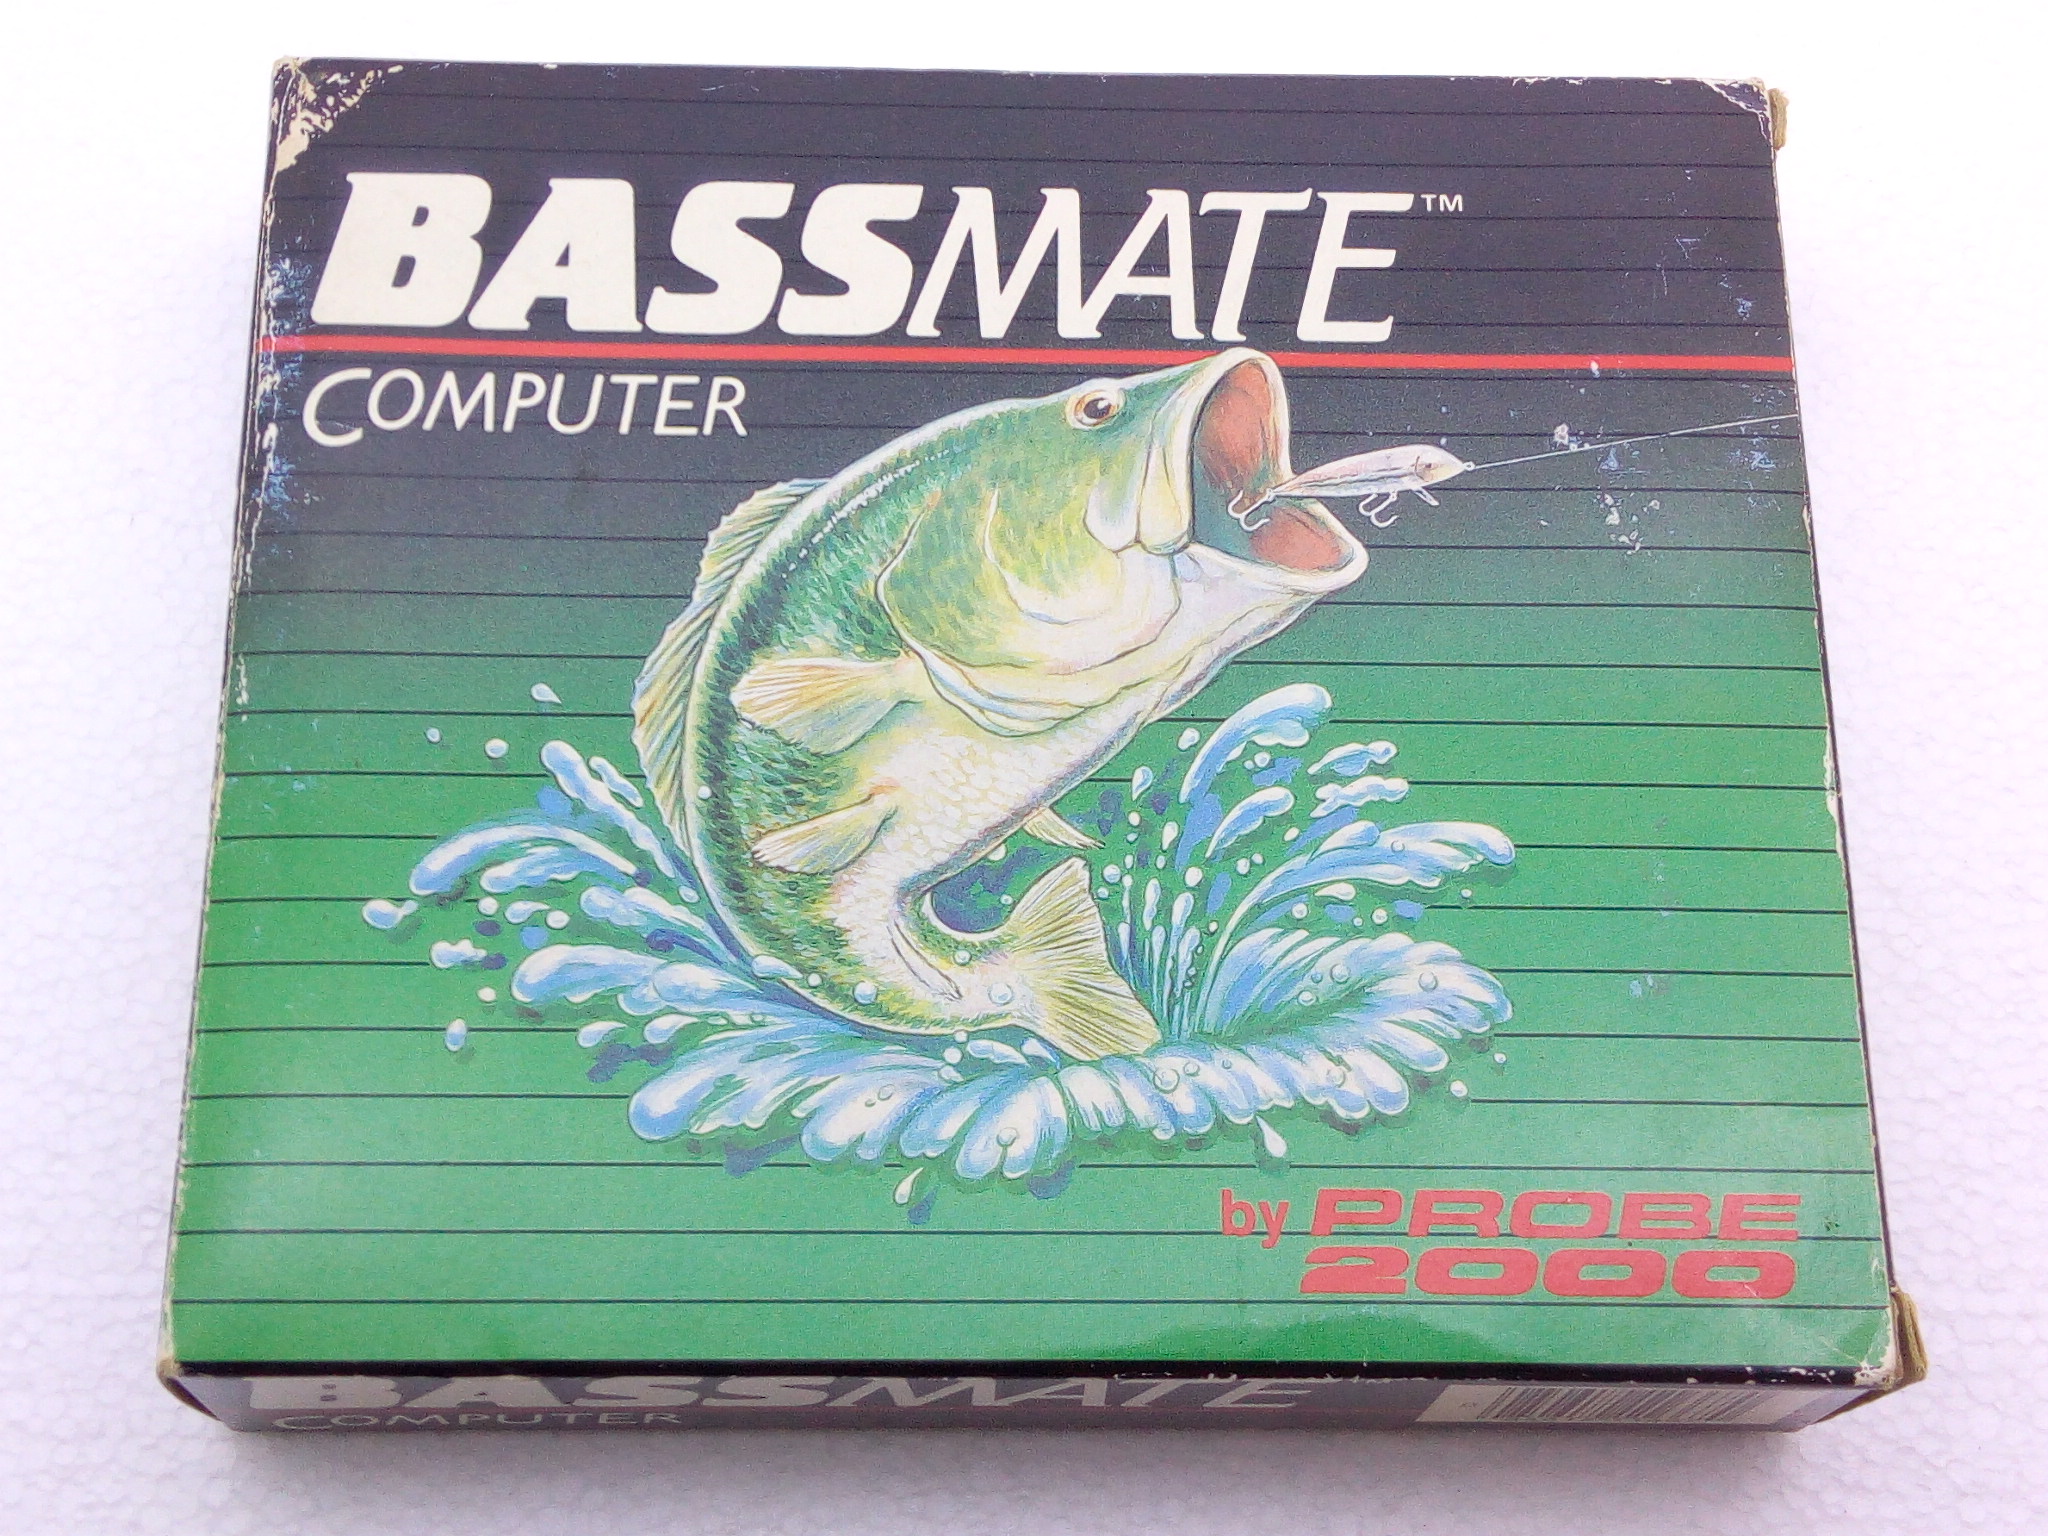 BASSMATE™
COMPUTER
by PROBE
2000
BASSMATE
COMPUTER